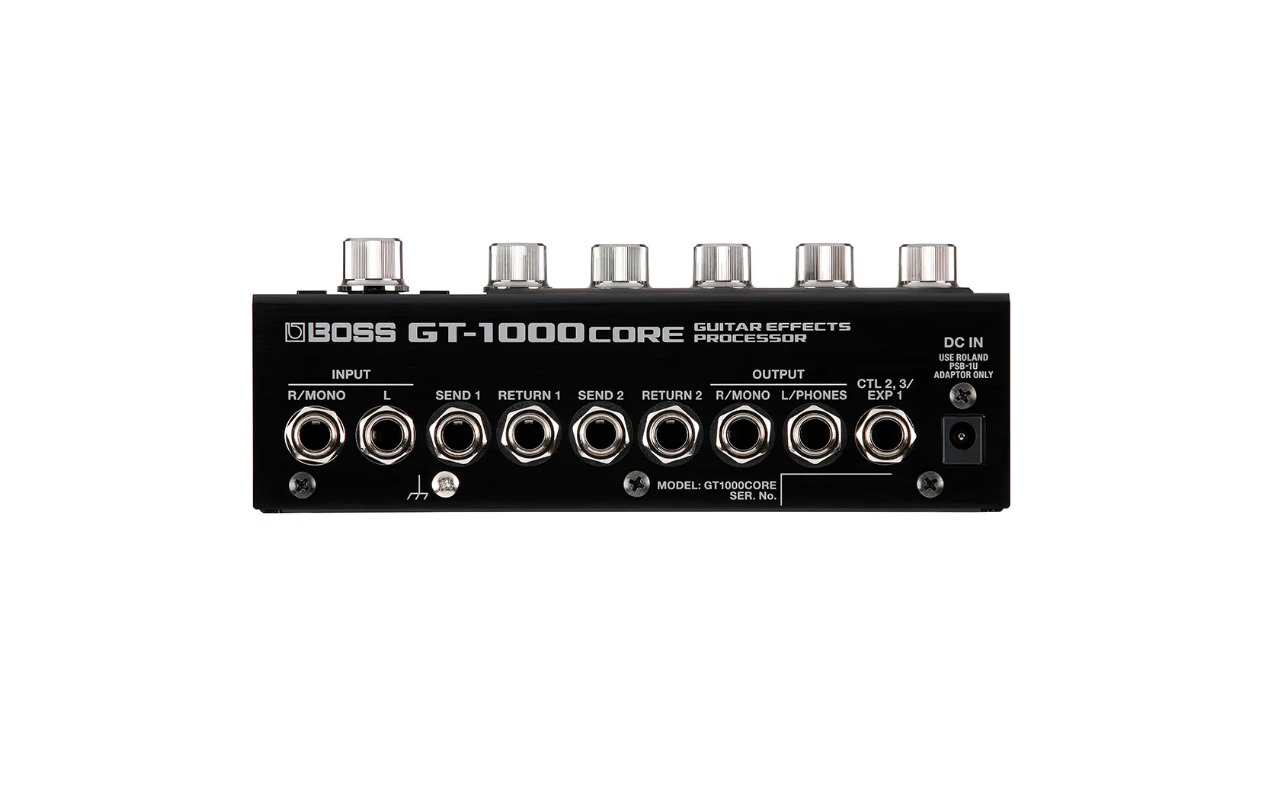 BOSS GT-1000CORE GUITAR EFFECTS
PROCESSOR
DC IN
USE ROLAND
PSB-1U
ADAPTOR ONLY
INPUT
OUTPUT
R/MONO L SEND 1 RETURN 1 SEND 2 RETURN 2 R/MONO L/PHONES CTL 2, 3/
EXP 1
MODEL: GT1000CORE
SER. No.